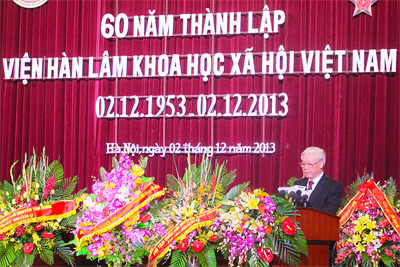 60 NĂM THÀNH LẬP
VIỆN HÀN LÂM KHOA HỌC XÃ HỘI VIỆT NAM
02.12.1953-02.12.2013
Hà Nội, ngày 02 tháng 12 năm 2013